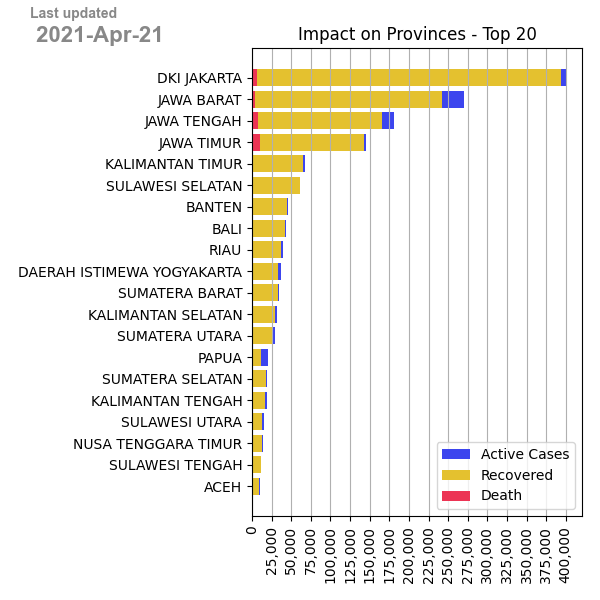 Last updated
2021-Apr-21
Impact on Provinces - Top 20
DKI JAKARTA
JAWA BARAT
JAWA TENGAH
JAWA TIMUR
KALIMANTAN TIMUR
SULAWESI SELATAN
BANTEN
BALI
RIAU
DAERAH ISTIMEWA YOGYAKARTA
SUMATERA BARAT
KALIMANTAN SELATAN
SUMATERA UTARA
PAPUA
SUMATERA SELATAN
KALIMANTAN TENGAH
SULAWESI UTARA
NUSA TENGGARA TIMUR
SULAWESI TENGAH
ACEH
Active Cases
Recovered
Death
0
25,000
50,000
75,000
100,000
125,000
150,000
175,000
200,000
225,000
250,000
275,000
300,000
325,000
350,000
375,000
400,000